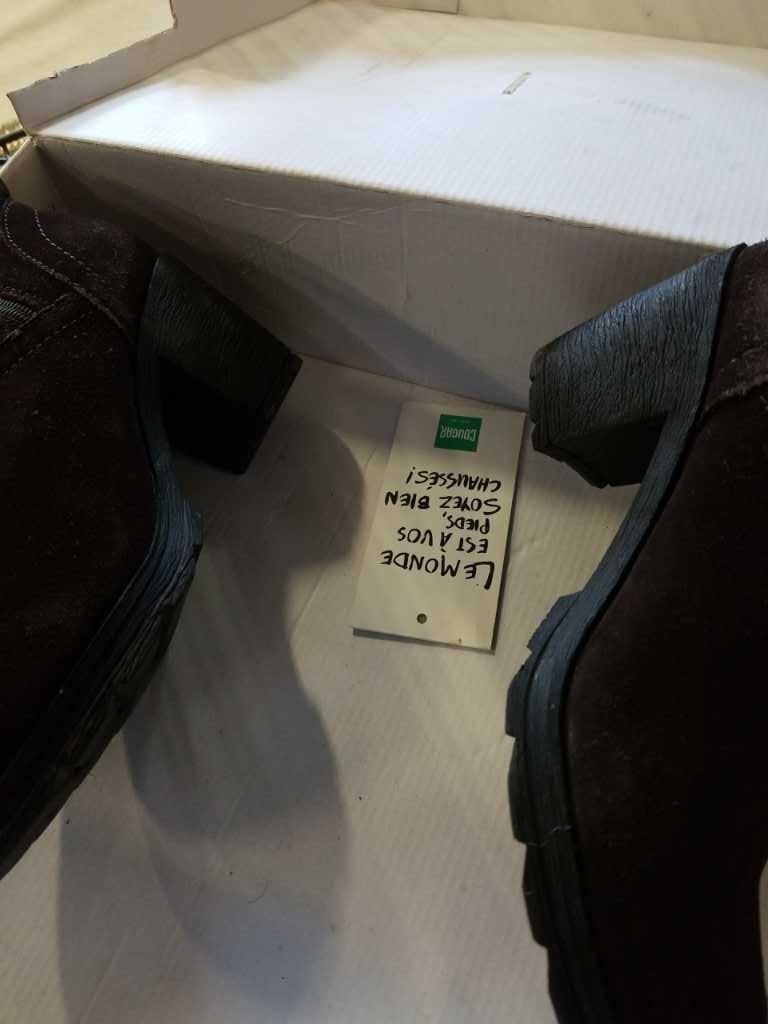 LE MONDE
EST À VOS
PIEDS,
SOYEZ BIEN
CHAUSSÉS!
COUGAR